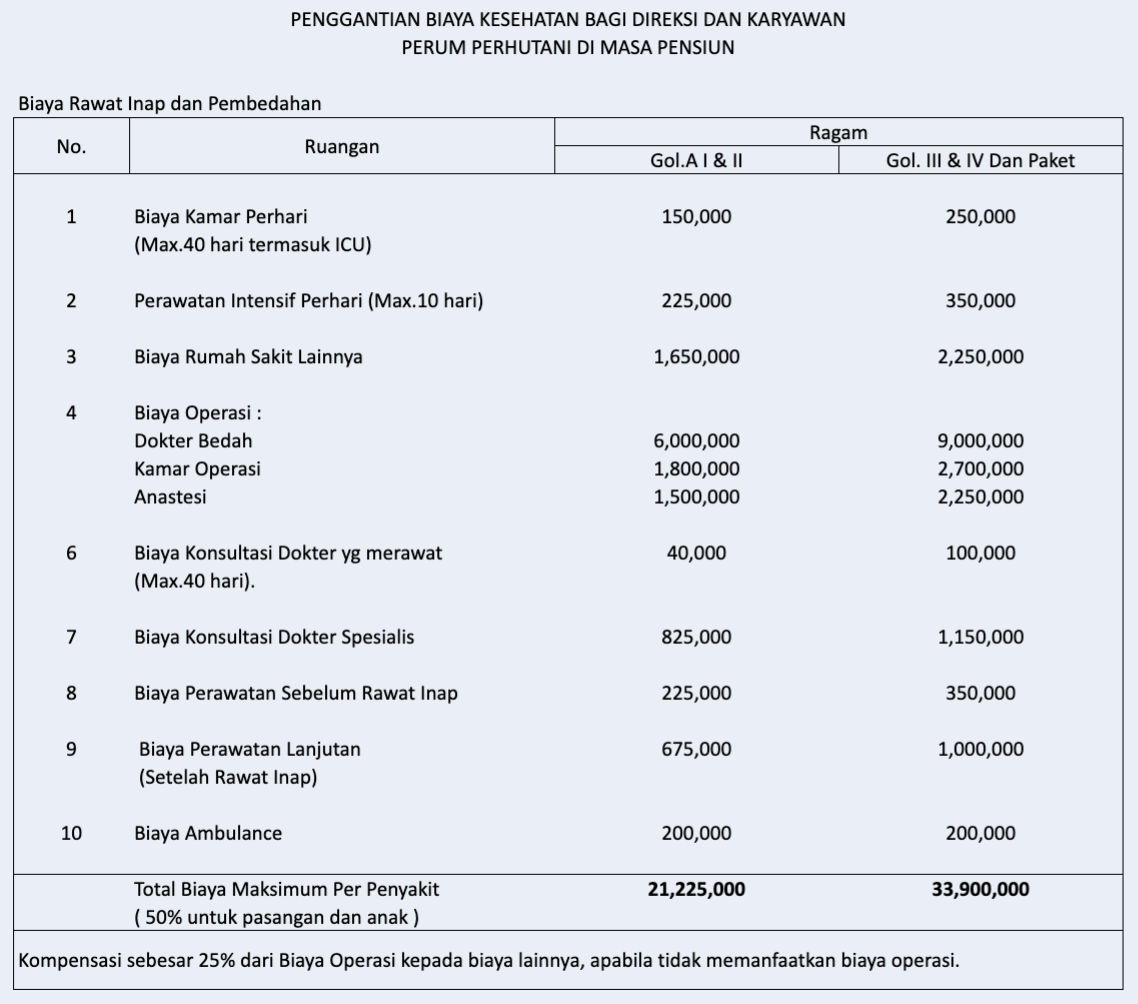 PENGGANTIAN BIAYA KESEHATAN BAGI DIREKSI DAN KARYAWAN
PERUM PERHUTANI DI MASA PENSIUN
Biaya Rawat Inap dan Pembedahan
No. Ruangan Ragam
Gol.A I & II Gol. III & IV Dan Paket
1 Biaya Kamar Perhari 150,000 250,000
(Max.40 hari termasuk ICU)
2 Perawatan Intensif Perhari (Max.10 hari) 225,000 350,000
3 Biaya Rumah Sakit Lainnya 1,650,000 2,250,000
4 Biaya Operasi :
Dokter Bedah 6,000,000 9,000,000
Kamar Operasi 1,800,000 2,700,000
Anastesi 1,500,000 2,250,000
6 Biaya Konsultasi Dokter yg merawat 40,000 100,000
(Max.40 hari).
7 Biaya Konsultasi Dokter Spesialis 825,000 1,150,000
8 Biaya Perawatan Sebelum Rawat Inap 225,000 350,000
9 Biaya Perawatan Lanjutan 675,000 1,000,000
(Setelah Rawat Inap)
10 Biaya Ambulance 200,000 200,000
Total Biaya Maksimum Per Penyakit 21,225,000 33,900,000
( 50% untuk pasangan dan anak )
Kompensasi sebesar 25% dari Biaya Operasi kepada biaya lainnya, apabila tidak memanfaatkan biaya operasi.